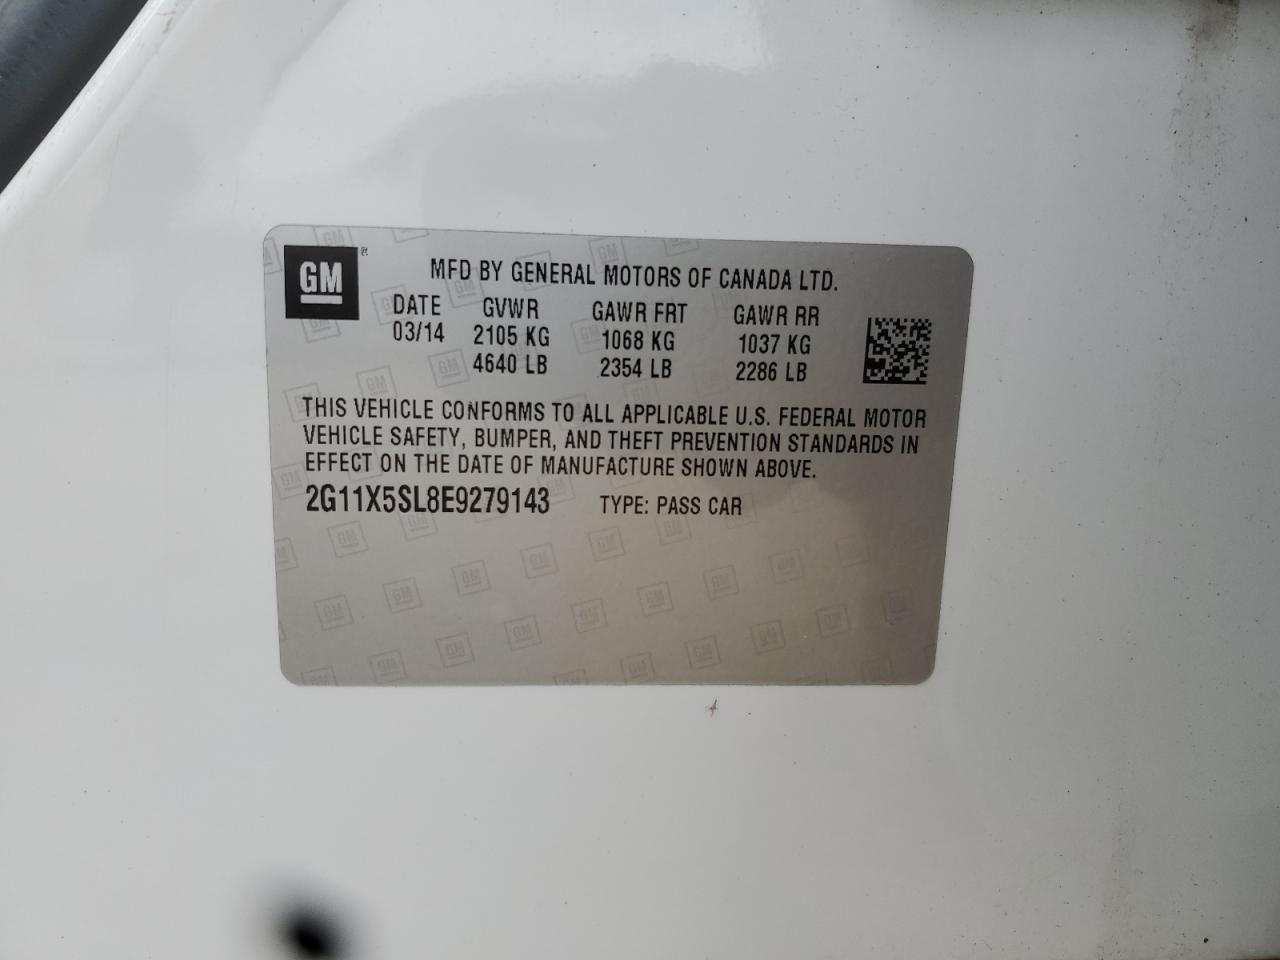 GM®
MFD BY GENERAL MOTORS OF CANADA LTD.
DATE GVWR GAWR FRT GAWR RR
03/14 2105 KG 1068 KG 1037 KG
4640 LB 2354 LB 2286 LB
THIS VEHICLE CONFORMS TO ALL APPLICABLE U.S. FEDERAL MOTOR
VEHICLE SAFETY, BUMPER, AND THEFT PREVENTION STANDARDS IN
EFFECT ON THE DATE OF MANUFACTURE SHOWN ABOVE.
2G11X5SL8E9279143 TYPE: PASS CAR